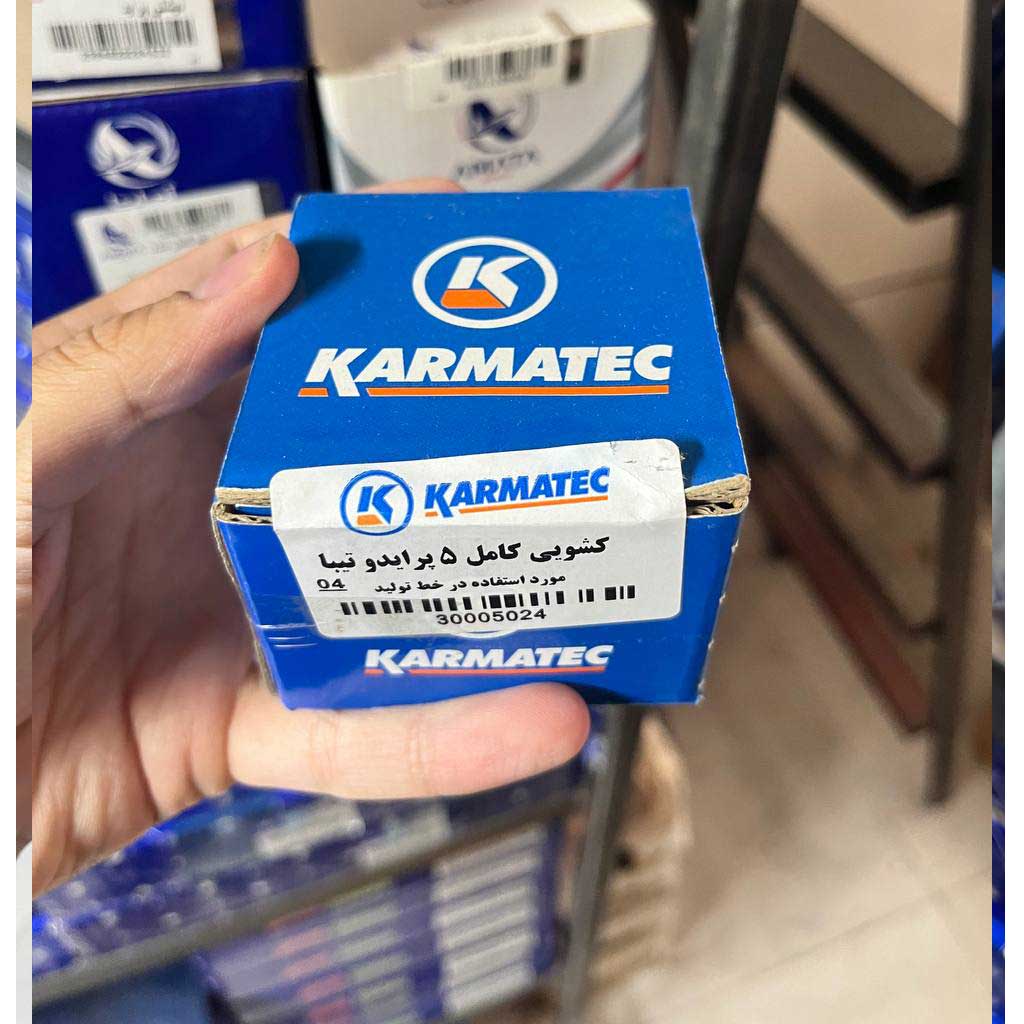 KARMATEC
KARMATEC
کشویی کامل ۵ پرایدو تیبا
مورد استفاده در خط تولید
04
30005024
KARMATEC